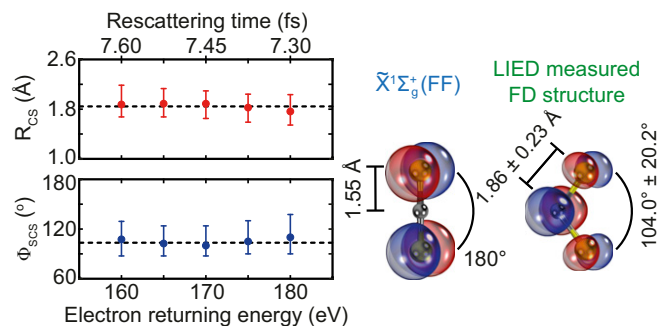 Rescattering time (fs)
7.60 7.45 7.30
2.6
1.8
1.0
R_CS (Å)
180
120
60
Φ_SCS (°)
160 170 180
Electron returning energy (eV)
X̃¹Σg⁺(FF)
1.55 Å
180°
LIED measured
FD structure
1.86 ± 0.23 Å
104.0° ± 20.2°